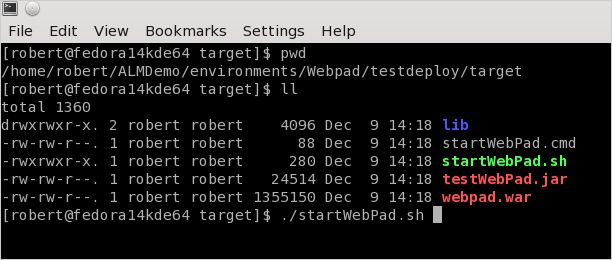 File Edit View Bookmarks Settings Help
[robert@fedora14kde64 target]$ pwd
/home/robert/ALMDemo/environments/Webpad/testdeploy/target
[robert@fedora14kde64 target]$ ll
total 1360
drwxrwxr-x. 2 robert robert    4096 Dec  9 14:18 lib
-rw-rw-r--. 1 robert robert      88 Dec  9 14:18 startWebPad.cmd
-rwxrwxr-x. 1 robert robert     280 Dec  9 14:18 startWebPad.sh
-rw-rw-r--. 1 robert robert   24514 Dec  9 14:18 testWebPad.jar
-rw-rw-r--. 1 robert robert 1355150 Dec  9 14:18 webpad.war
[robert@fedora14kde64 target]$ ./startWebPad.sh